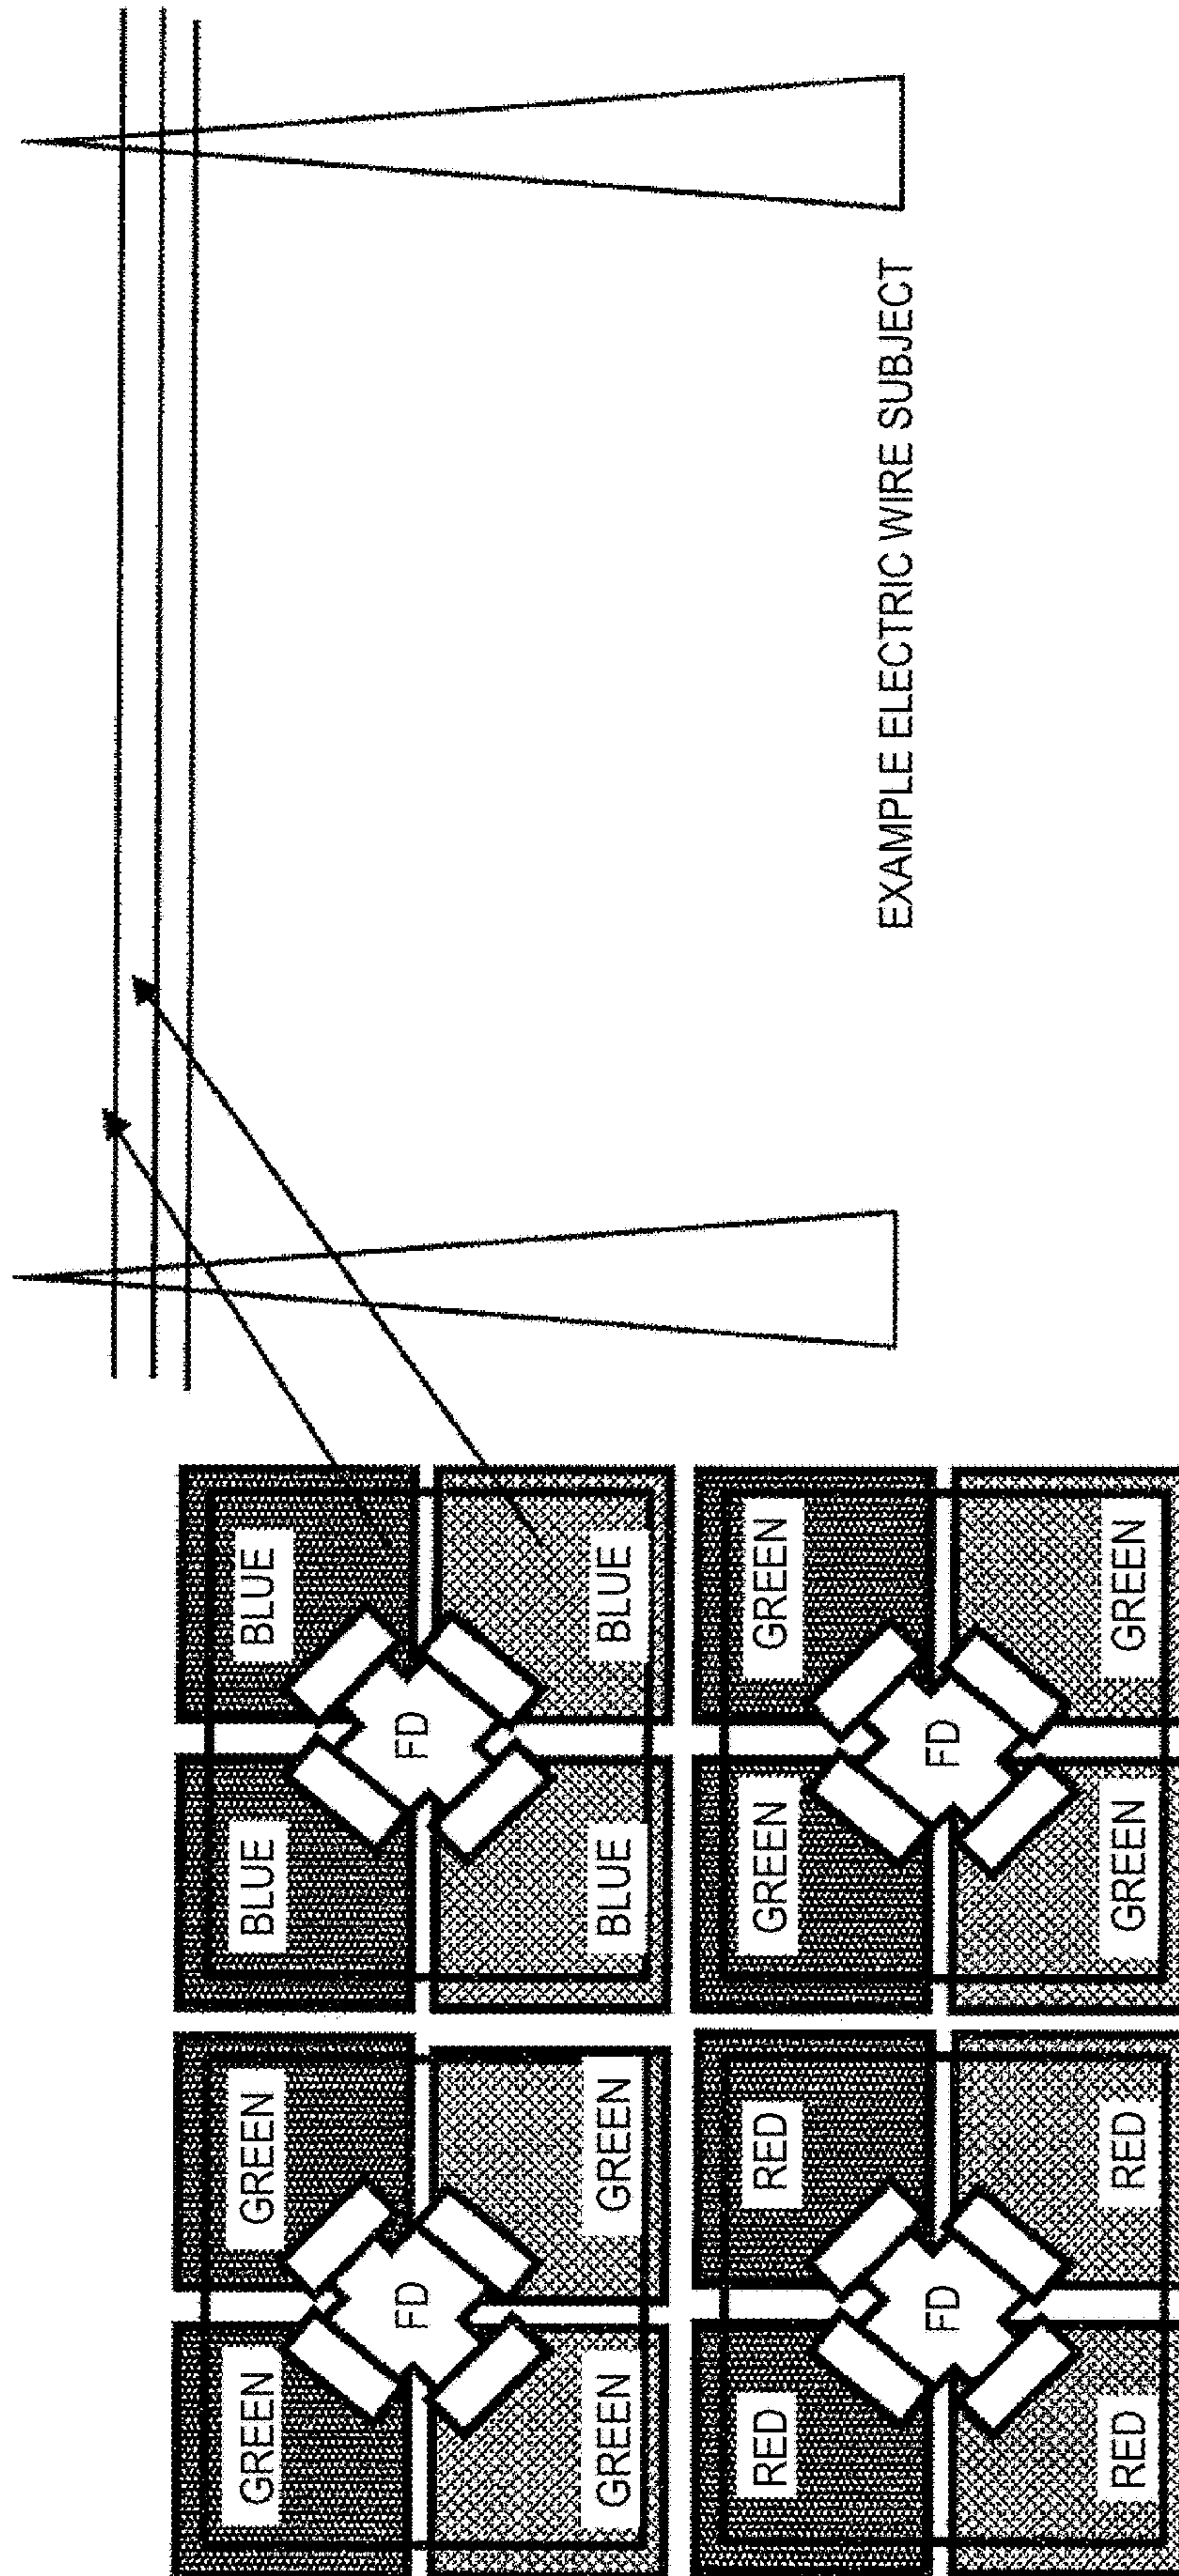 GREEN GREEN BLUE BLUE
FD FD
GREEN GREEN BLUE BLUE
RED RED GREEN GREEN
FD FD
RED RED GREEN GREEN
EXAMPLE ELECTRIC WIRE SUBJECT